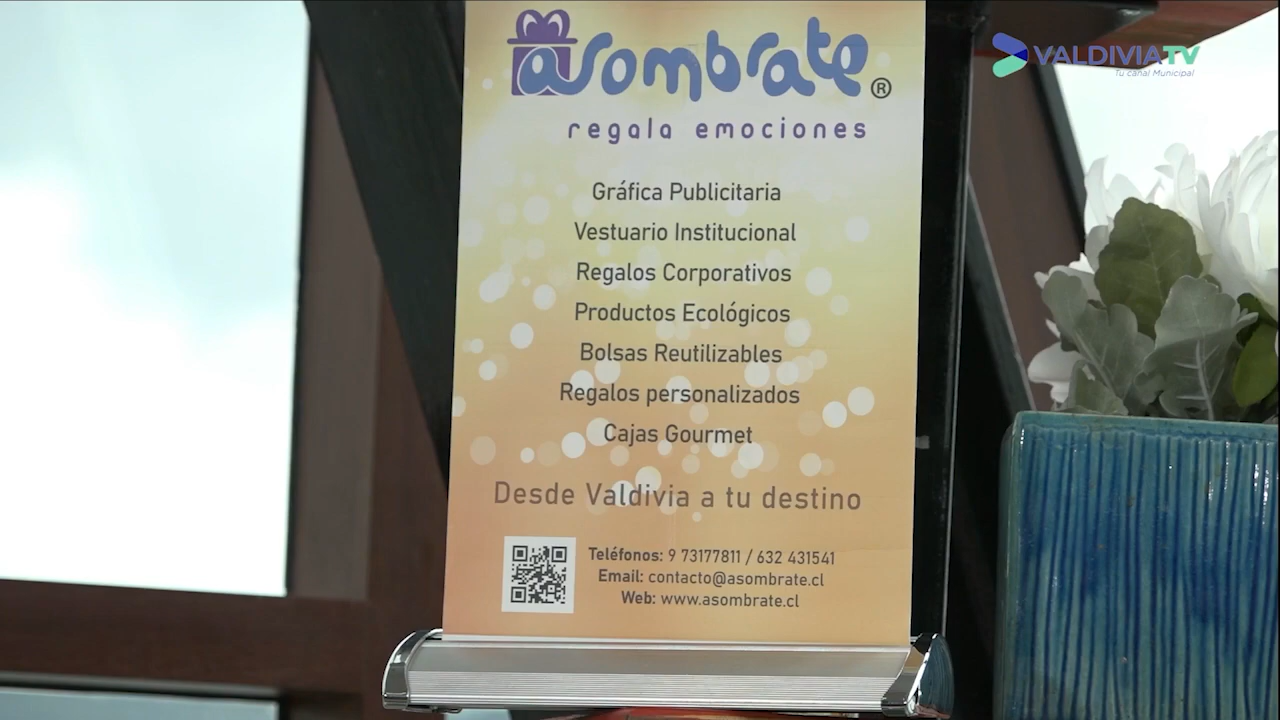 asombrate®
regala emociones
Gráfica Publicitaria
Vestuario Institucional
Regalos Corporativos
Productos Ecológicos
Bolsas Reutilizables
Regalos personalizados
Cajas Gourmet
Desde Valdivia a tu destino
Teléfonos: 9 73177811 / 632 431541
Email: contacto@asombrate.cl
Web: www.asombrate.cl
VALDIVIATV
Tu canal Municipal